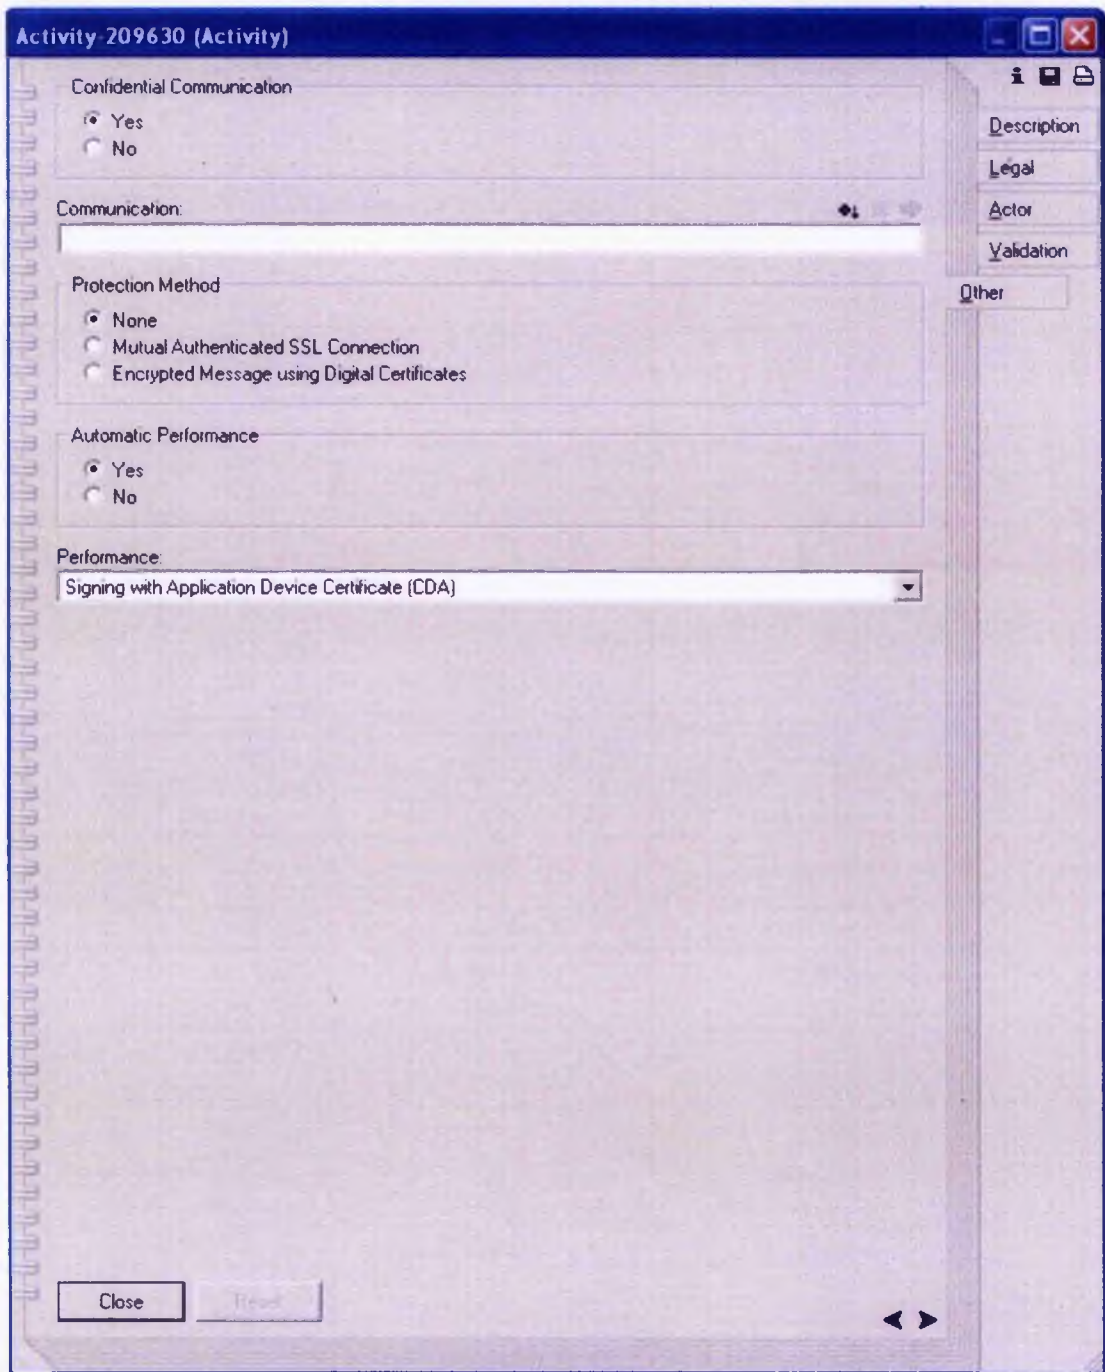 Activity-209630 (Activity)
Confidential Communication
Yes
No
Communication:
Protection Method
None
Mutual Authenticated SSL Connection
Encrypted Message using Digital Certificates
Automatic Performance
Yes
No
Performance:
Signing with Application Device Certificate (CDA)
Description
Legal
Actor
Validation
Other
Close
Reset